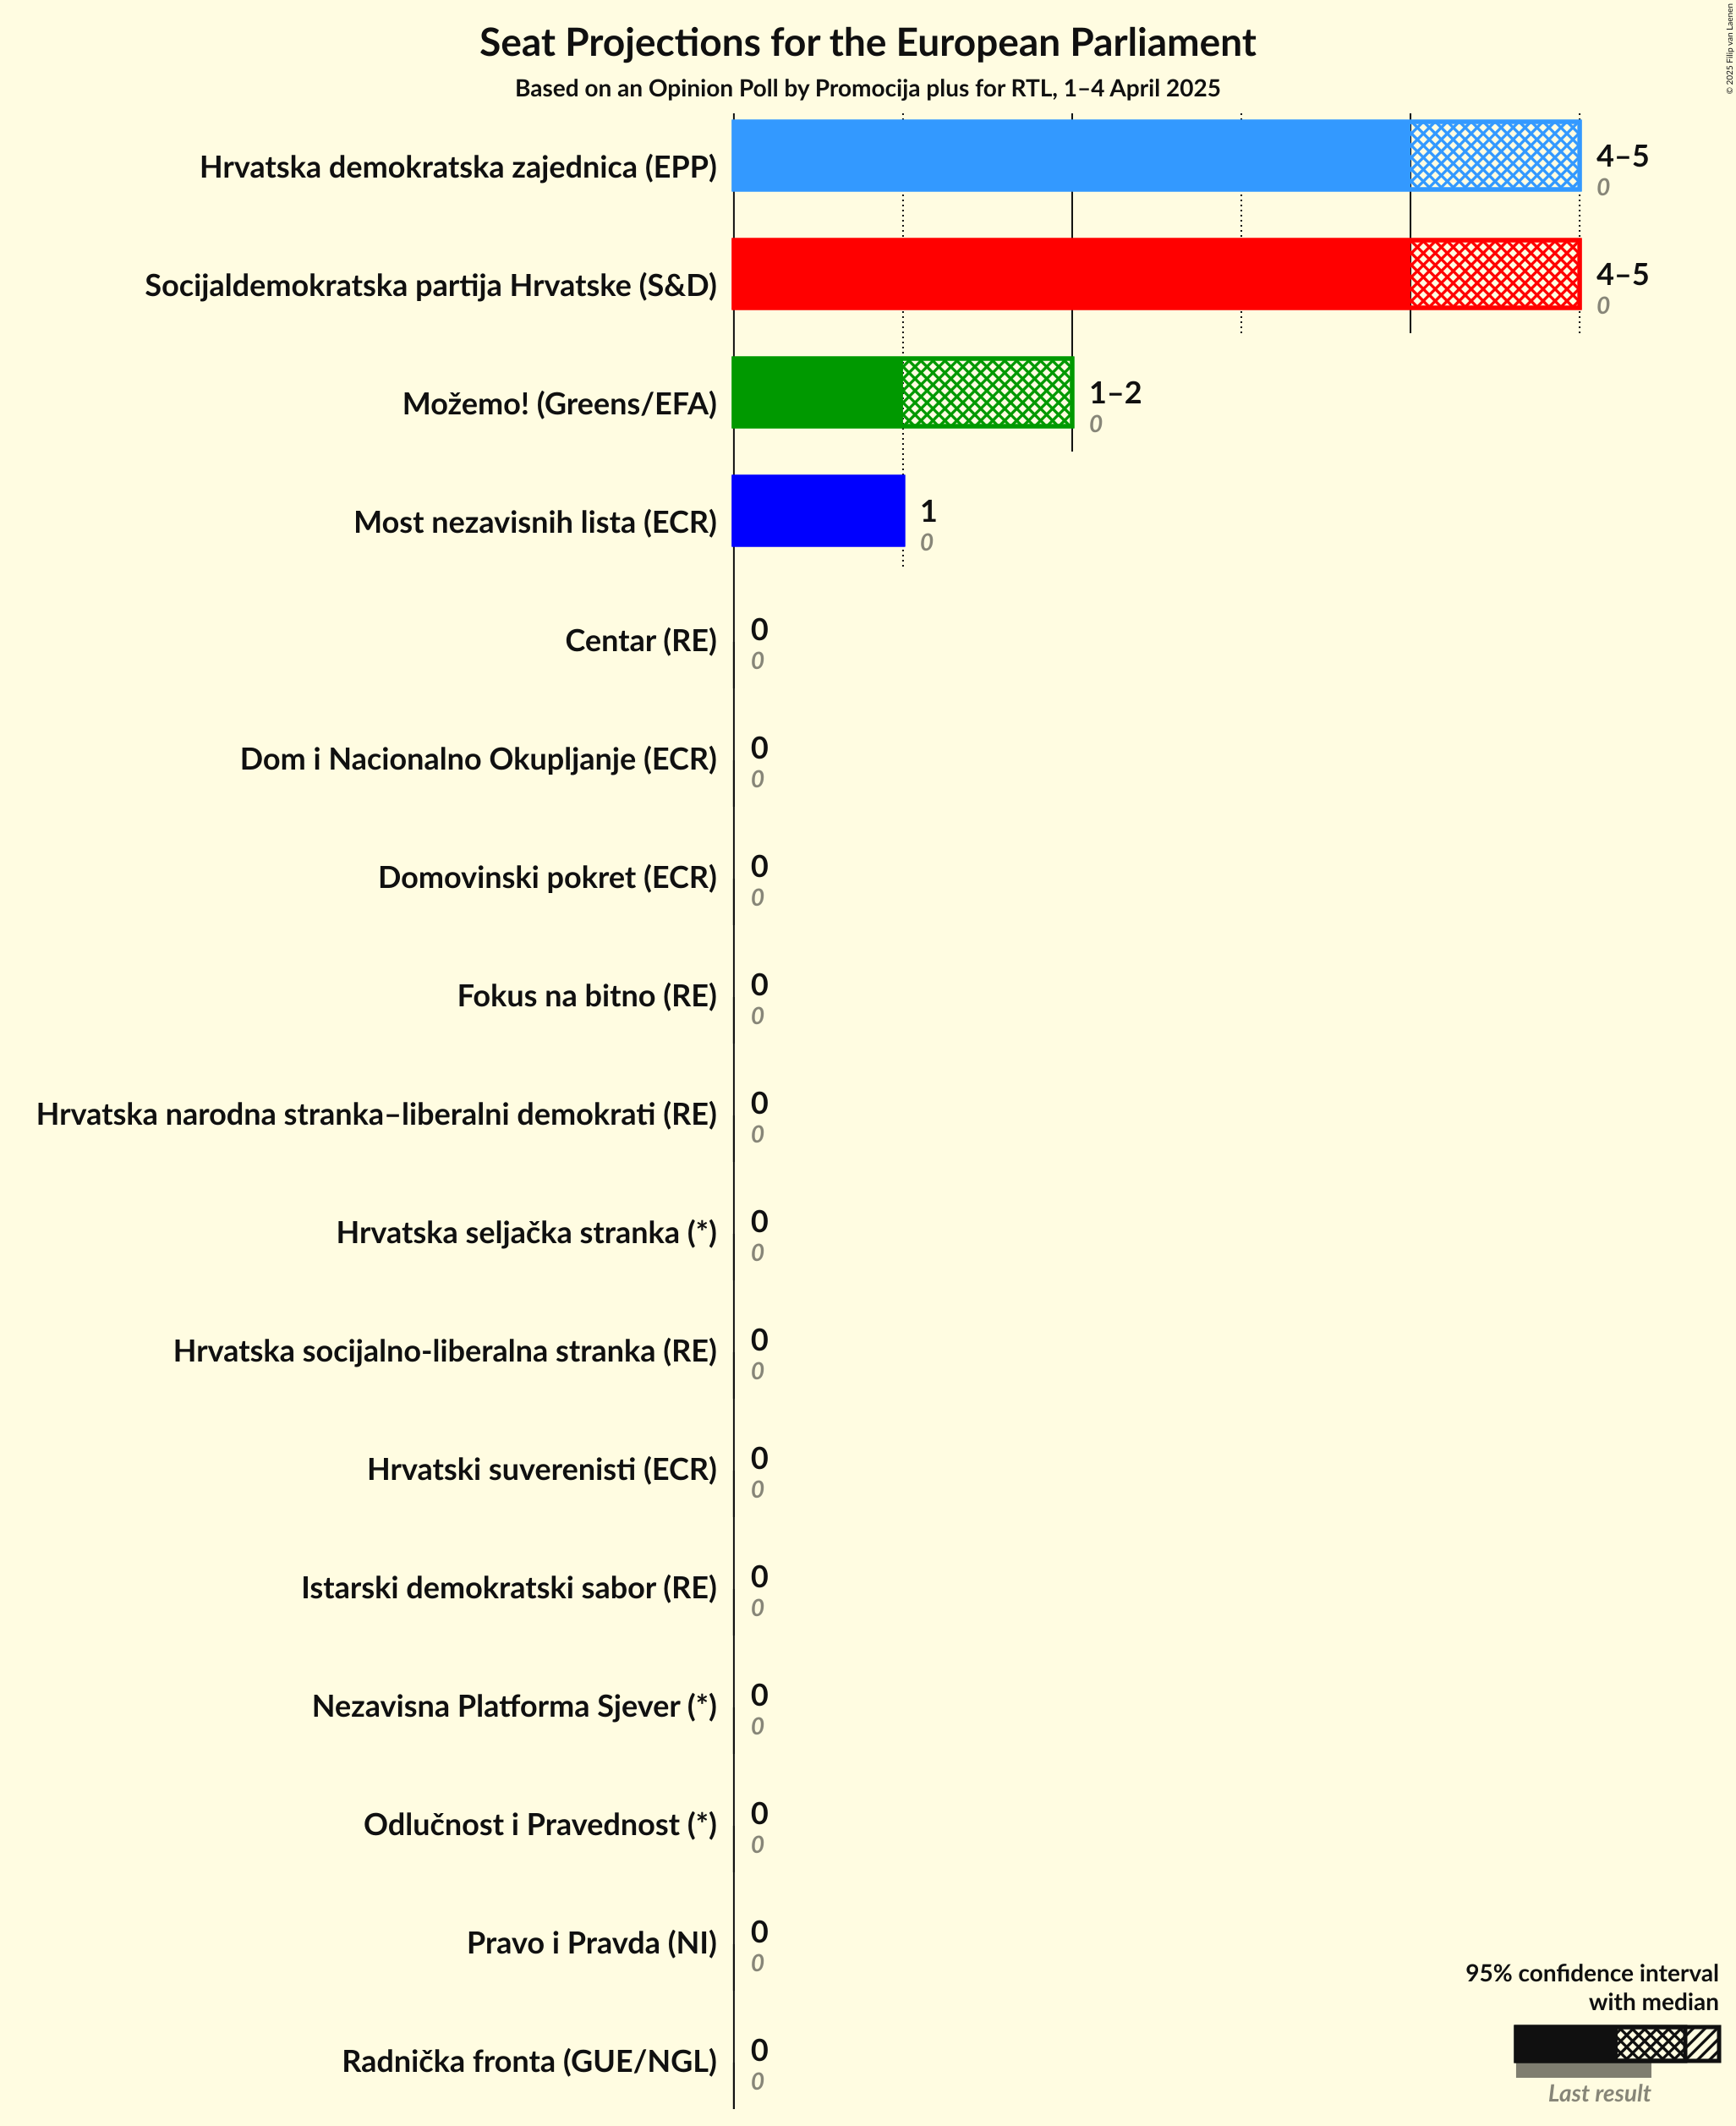 Seat Projections for the European Parliament
Based on an Opinion Poll by Promocija plus for RTL, 1–4 April 2025
© 2025 Filip van Laenen
Hrvatska demokratska zajednica (EPP)
4–5
0
Socijaldemokratska partija Hrvatske (S&D)
4–5
0
Možemo! (Greens/EFA)
1–2
0
Most nezavisnih lista (ECR)
1
0
Centar (RE)
0
0
Dom i Nacionalno Okupljanje (ECR)
0
0
Domovinski pokret (ECR)
0
0
Fokus na bitno (RE)
0
0
Hrvatska narodna stranka–liberalni demokrati (RE)
0
0
Hrvatska seljačka stranka (*)
0
0
Hrvatska socijalno-liberalna stranka (RE)
0
0
Hrvatski suverenisti (ECR)
0
0
Istarski demokratski sabor (RE)
0
0
Nezavisna Platforma Sjever (*)
0
0
Odlučnost i Pravednost (*)
0
0
Pravo i Pravda (NI)
0
0
Radnička fronta (GUE/NGL)
0
0
95% confidence interval
with median
Last result